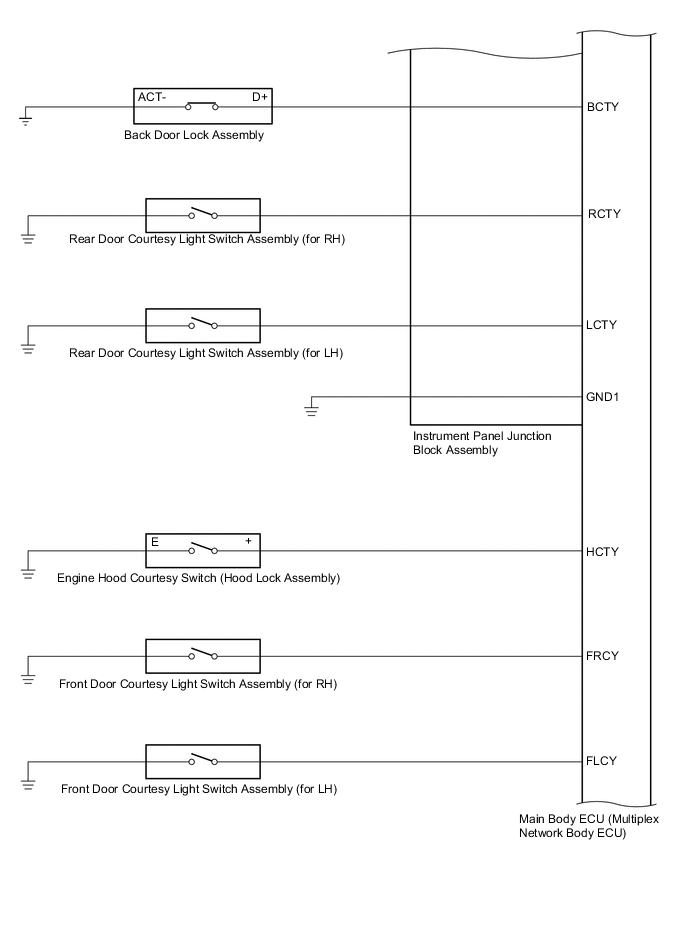 ACT- D+
BCTY
Back Door Lock Assembly
RCTY
Rear Door Courtesy Light Switch Assembly (for RH)
LCTY
Rear Door Courtesy Light Switch Assembly (for LH)
GND1
Instrument Panel Junction
Block Assembly
E +
HCTY
Engine Hood Courtesy Switch (Hood Lock Assembly)
FRCY
Front Door Courtesy Light Switch Assembly (for RH)
FLCY
Front Door Courtesy Light Switch Assembly (for LH)
Main Body ECU (Multiplex
Network Body ECU)